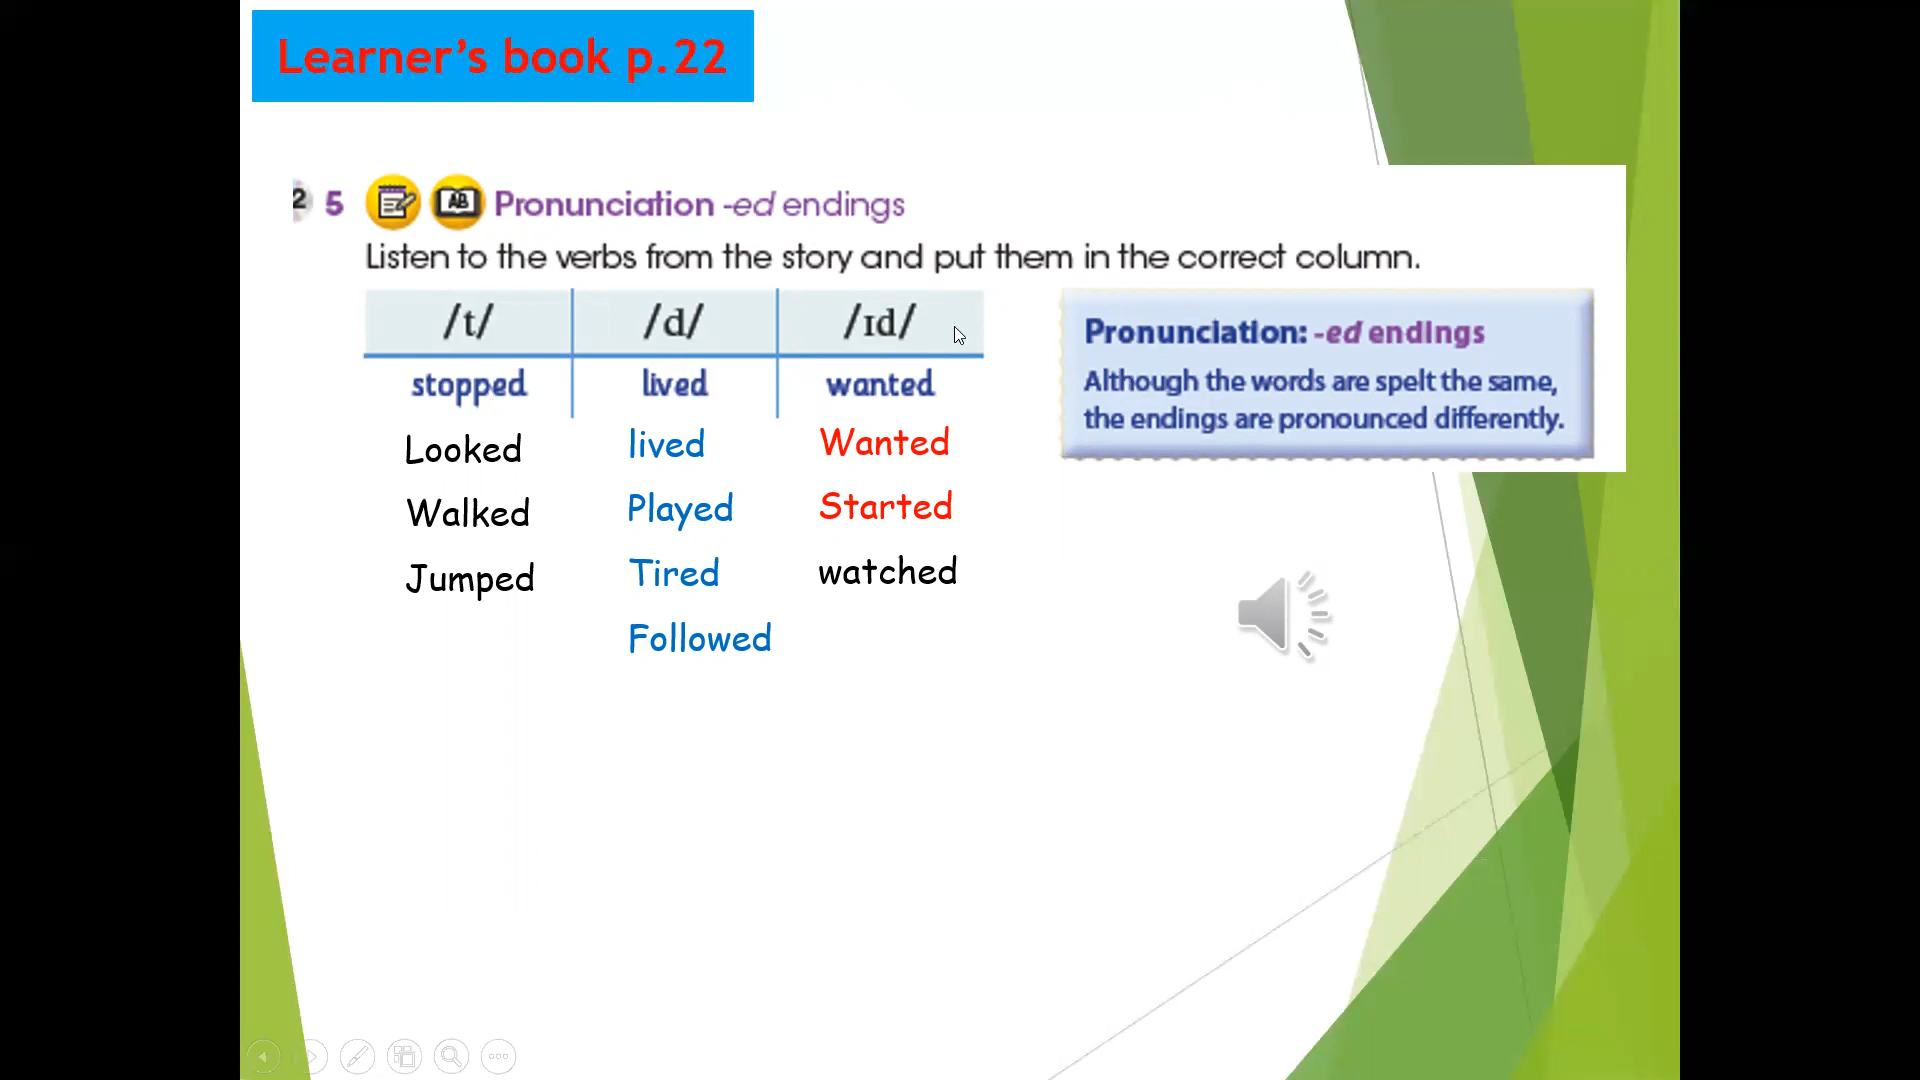 Learner's book p.22
2 5 AB Pronunciation -ed endings
Listen to the verbs from the story and put them in the correct column.
/t/ /d/ /ɪd/
stopped lived wanted
Looked lived Wanted
Walked Played Started
Jumped Tired watched
Followed
Pronunciation: -ed endings
Although the words are spelt the same,
the endings are pronounced differently.